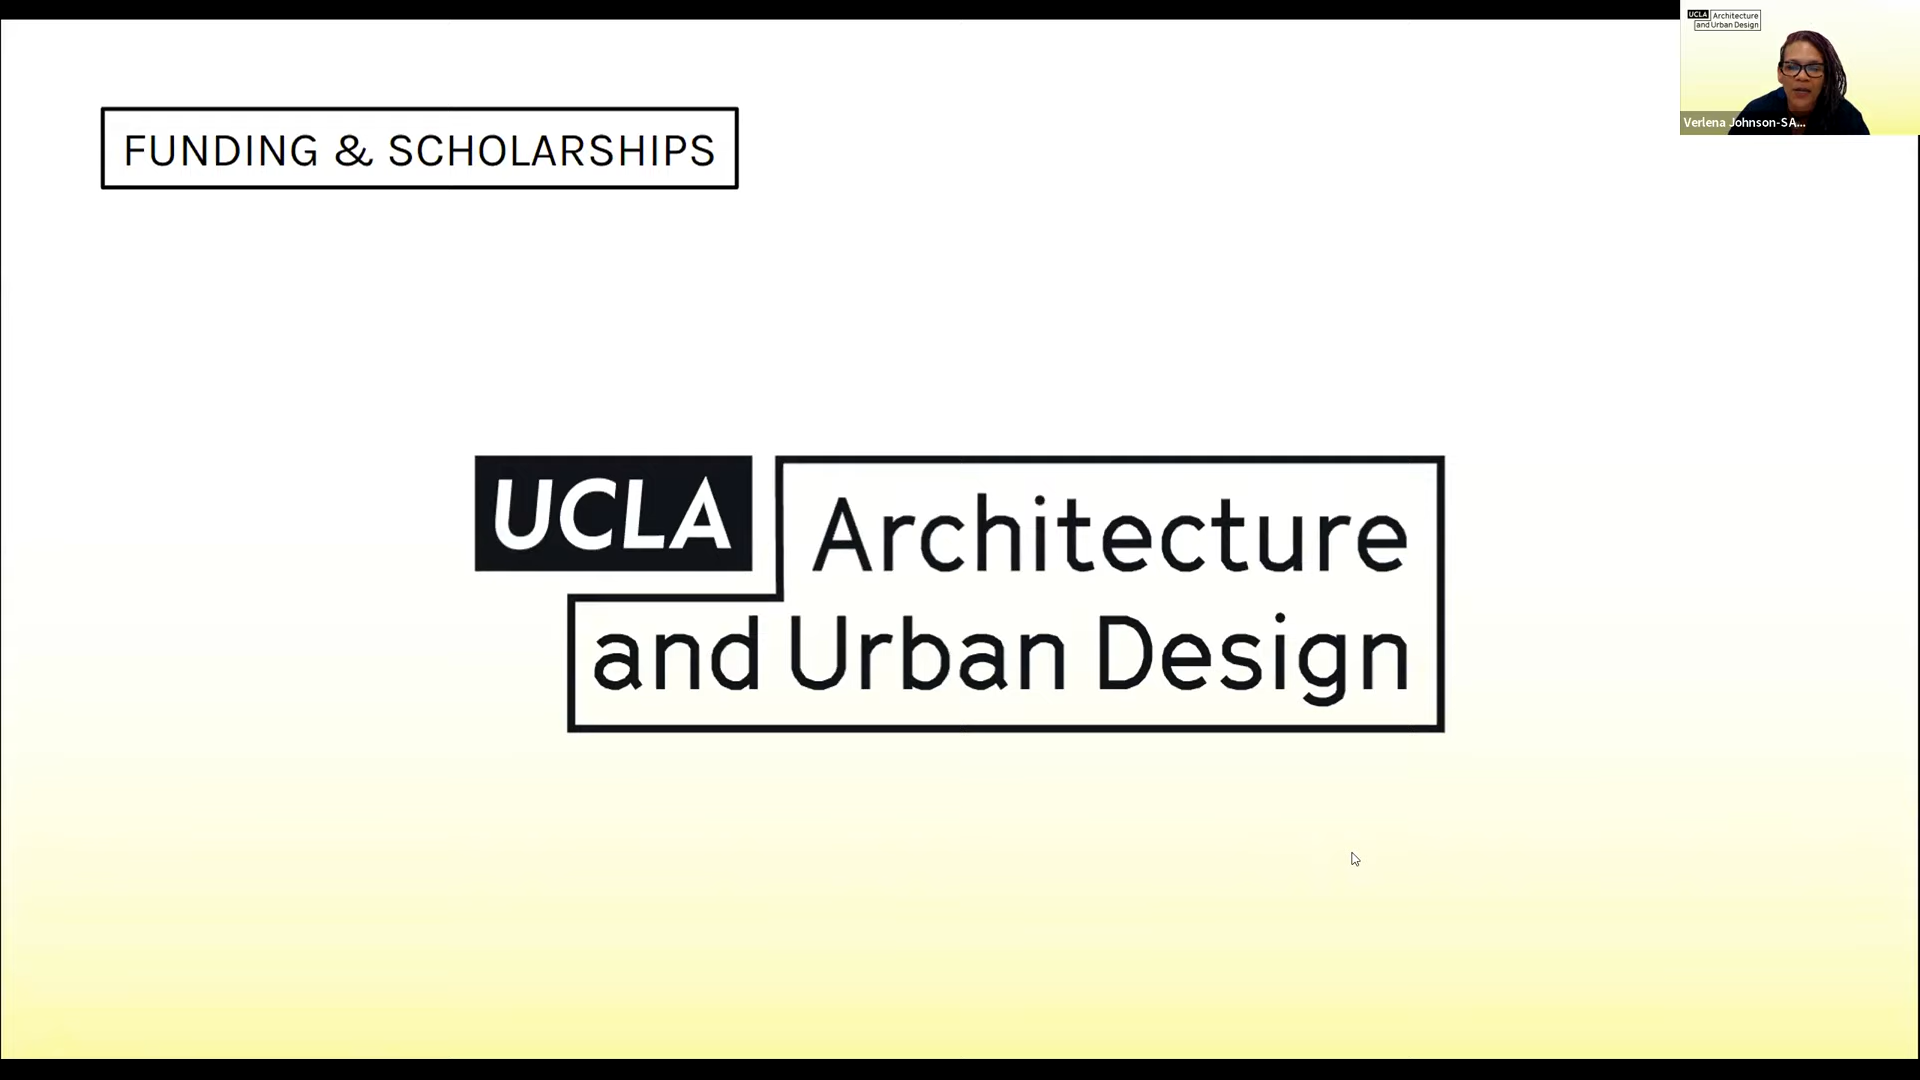 FUNDING & SCHOLARSHIPS
UCLA Architecture
and Urban Design
UCLA Architecture
and Urban Design
Verlena Johnson-SA...